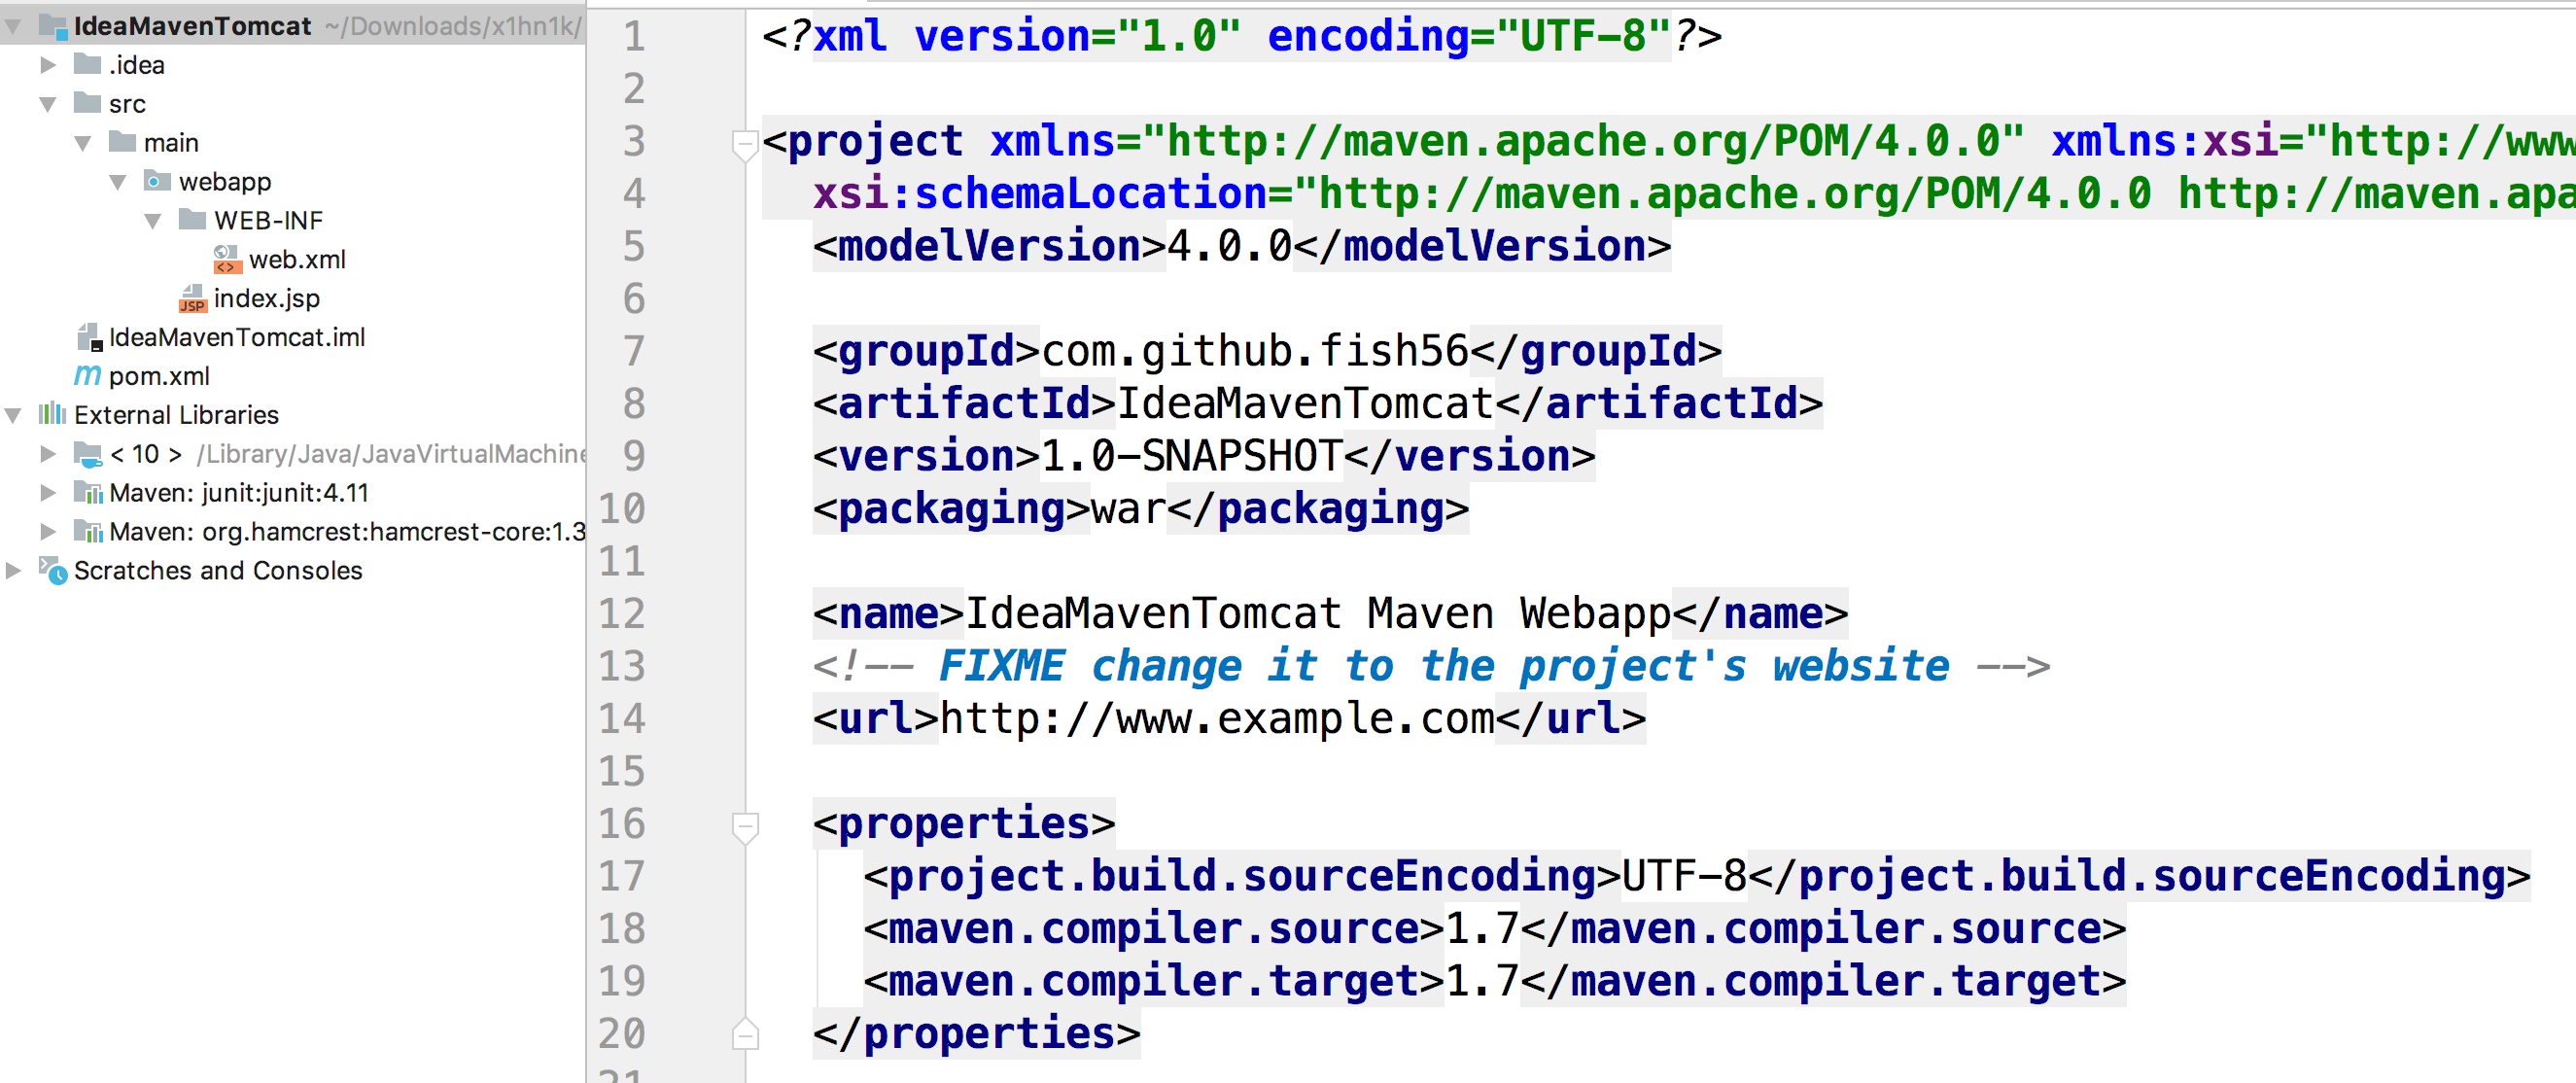 IdeaMavenTomcat ~/Downloads/x1hn1k/
.idea
src
main
webapp
WEB-INF
web.xml
JSP index.jsp
IdeaMavenTomcat.iml
pom.xml
External Libraries
< 10 > /Library/Java/JavaVirtualMachine
Maven: junit:junit:4.11
Maven: org.hamcrest:hamcrest-core:1.3
Scratches and Consoles
1 <?xml version="1.0" encoding="UTF-8"?>
2
3 <project xmlns="http://maven.apache.org/POM/4.0.0" xmlns:xsi="http://www
4 xsi:schemaLocation="http://maven.apache.org/POM/4.0.0 http://maven.apa
5 <modelVersion>4.0.0</modelVersion>
6
7 <groupId>com.github.fish56</groupId>
8 <artifactId>IdeaMavenTomcat</artifactId>
9 <version>1.0-SNAPSHOT</version>
10 <packaging>war</packaging>
11
12 <name>IdeaMavenTomcat Maven Webapp</name>
13 <!-- FIXME change it to the project's website -->
14 <url>http://www.example.com</url>
15
16 <properties>
17 <project.build.sourceEncoding>UTF-8</project.build.sourceEncoding>
18 <maven.compiler.source>1.7</maven.compiler.source>
19 <maven.compiler.target>1.7</maven.compiler.target>
20 </properties>
21